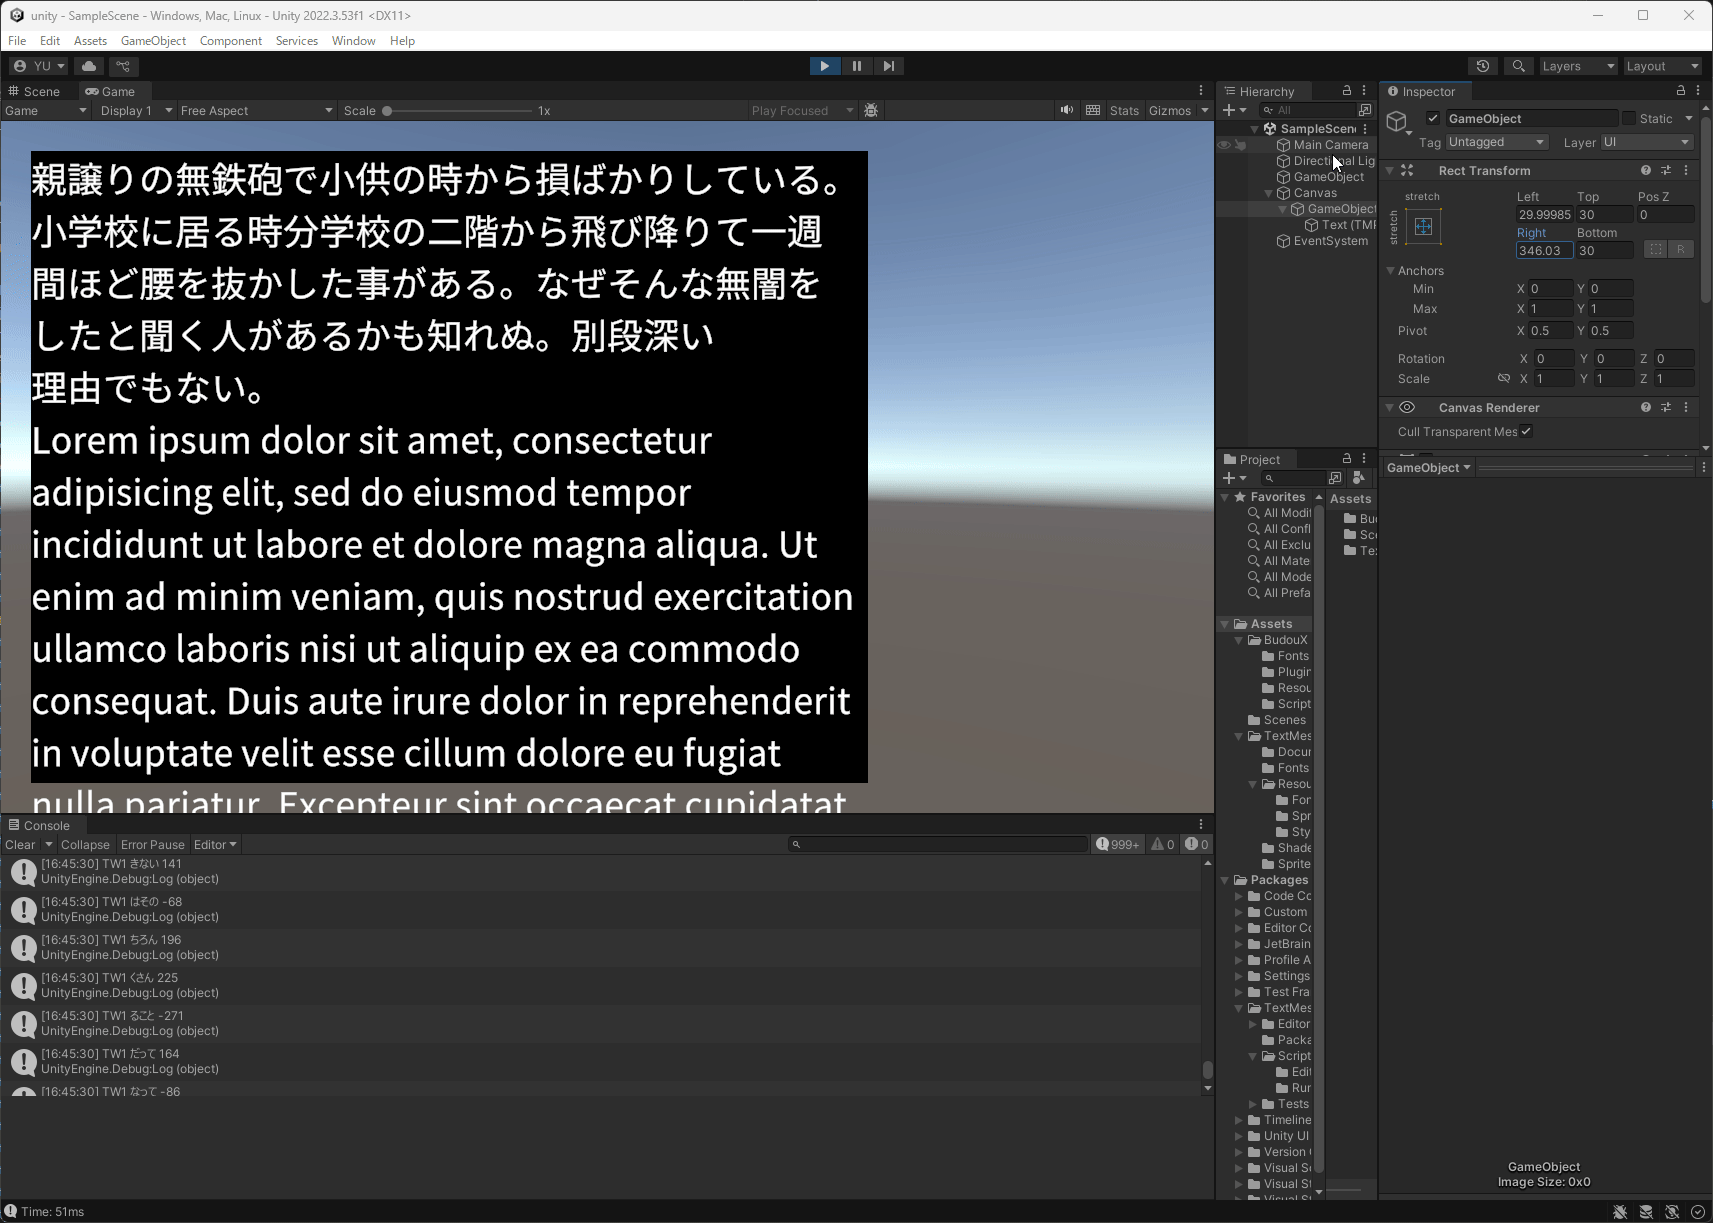 unity - SampleScene - Windows, Mac, Linux - Unity 2022.3.53f1 <DX11>
File Edit Assets GameObject Component Services Window Help
YU
Layers
Layout
Scene
Game
Game
Display 1
Free Aspect
Scale
1x
Play Focused
Stats
Gizmos
親譲りの無鉄砲で小供の時から損ばかりしている。
小学校に居る時分学校の二階から飛び降りて一週
間ほど腰を抜かした事がある。なぜそんな無闇を
したと聞く人があるかも知れぬ。別段深い
理由でもない。
Lorem ipsum dolor sit amet, consectetur
adipisicing elit, sed do eiusmod tempor
incididunt ut labore et dolore magna aliqua. Ut
enim ad minim veniam, quis nostrud exercitation
ullamco laboris nisi ut aliquip ex ea commodo
consequat. Duis aute irure dolor in reprehenderit
in voluptate velit esse cillum dolore eu fugiat
nulla pariatur. Excepteur sint occaecat cupidatat
Console
Clear
Collapse
Error Pause
Editor
999+
0
0
[16:45:30] TW1 きない 141
UnityEngine.Debug:Log (object)
[16:45:30] TW1 はその -68
UnityEngine.Debug:Log (object)
[16:45:30] TW1 ちろん 196
UnityEngine.Debug:Log (object)
[16:45:30] TW1 くさん 225
UnityEngine.Debug:Log (object)
[16:45:30] TW1 ること -271
UnityEngine.Debug:Log (object)
[16:45:30] TW1 だって 164
UnityEngine.Debug:Log (object)
[16:45:30] TW1 なって -86
Time: 51ms
Hierarchy
All
SampleScene
Main Camera
Directional Lig
GameObject
Canvas
GameObject
Text (TMP
EventSystem
Project
Favorites
All Modif
All Confl
All Exclu
All Mate
All Mode
All Prefa
Assets
BudouX
Fonts
Plugin
Resou
Script
Scenes
TextMes
Docur
Fonts
Resou
For
Spr
Sty
Shade
Sprite
Packages
Code Co
Custom
Editor Co
JetBrain
Profile A
Settings
Test Fra
TextMes
Editor
Packa
Script
Edit
Rur
Tests
Timeline
Unity UI
Version
Visual S
Visual St
Assets
Bud
Sce
Tex
Inspector
GameObject
Static
Tag
Untagged
Layer
UI
Rect Transform
stretch
stretch
Left Top Pos Z
29.99985 30 0
Right Bottom
346.03 30
R
Anchors
Min X 0 Y 0
Max X 1 Y 1
Pivot X 0.5 Y 0.5
Rotation X 0 Y 0 Z 0
Scale X 1 Y 1 Z 1
Canvas Renderer
Cull Transparent Mes
GameObject
GameObject
Image Size: 0x0